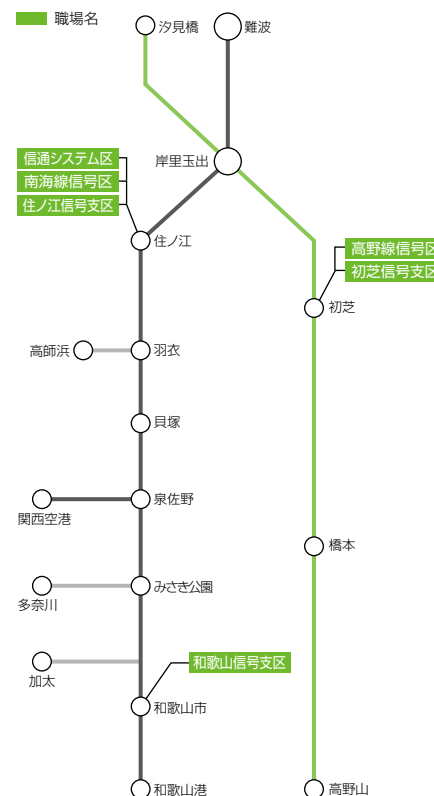 職場名
汐見橋
難波
岸里玉出
信通システム区
南海線信号区
住ノ江信号支区
住ノ江
高野線信号区
初芝信号支区
初芝
高師浜
羽衣
貝塚
泉佐野
関西空港
橋本
みさき公園
多奈川
加太
和歌山信号支区
和歌山市
和歌山港
高野山